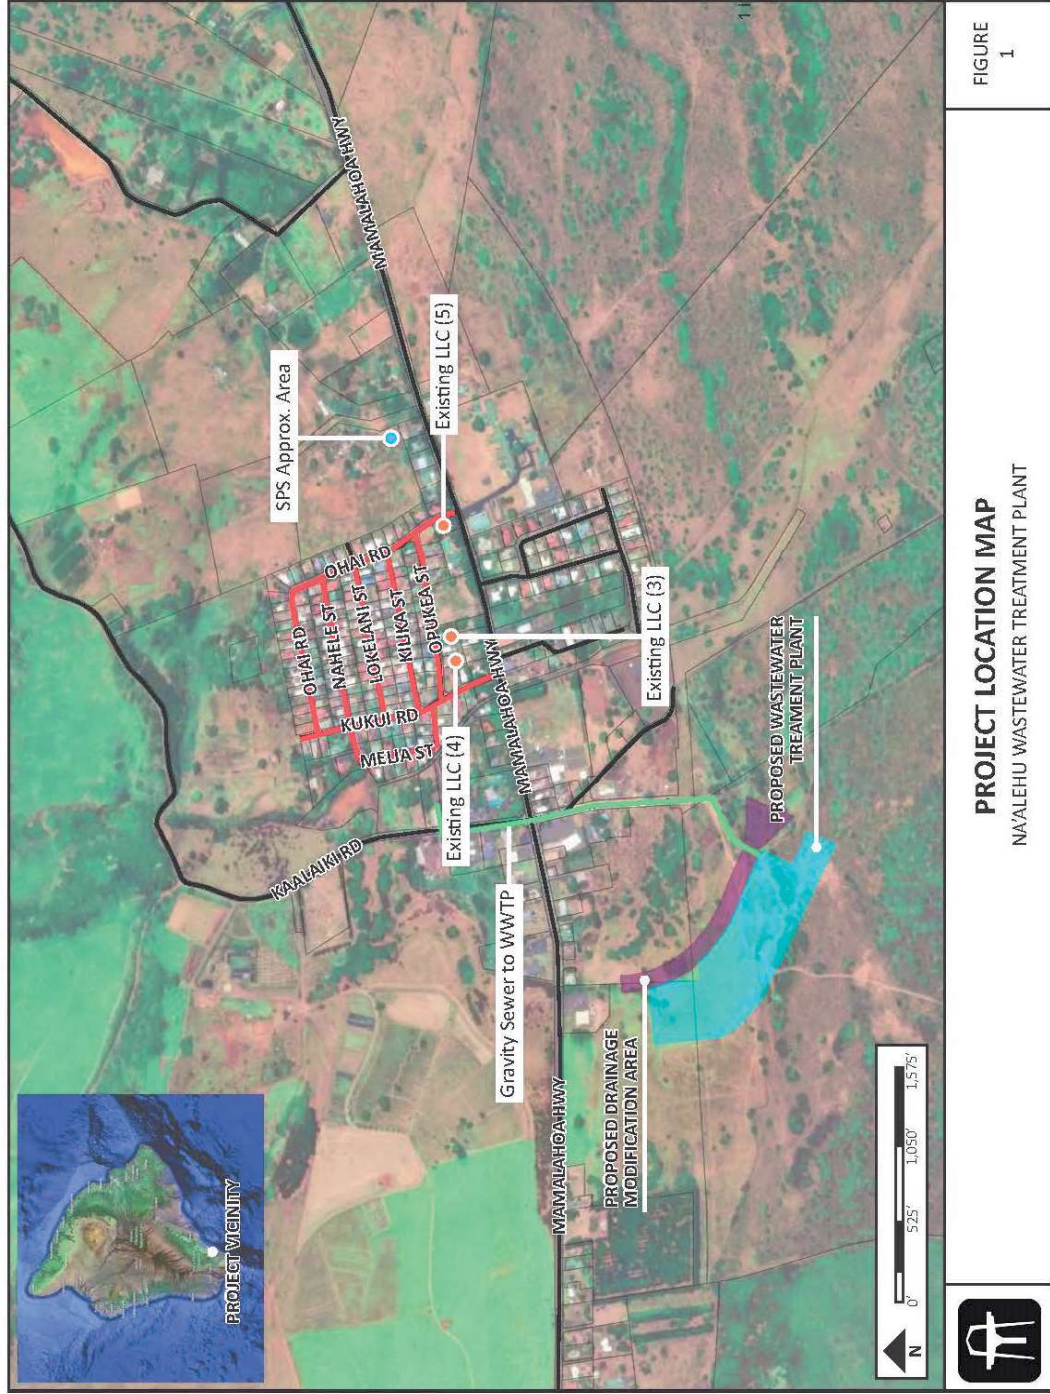 PROJECT VICINITY
SPS Approx. Area
MAMALAHOA HWY
Existing LLC (5)
OHAI RD
OHAI RD
NAHELE ST
LOKELANI ST
KILIKA ST
OPUKEA ST
KUKUI RD
MELIA ST
KAALAIKI RD
Existing LLC (4)
Existing LLC (3)
MAMALAHOA HWY
Gravity Sewer to WWTP
MAMALAHOA HWY
PROPOSED DRAINAGE
MODIFICATION AREA
PROPOSED WASTEWATER
TREAMENT PLANT
N
0'
525'
1,050'
1,575'
PROJECT LOCATION MAP
NA'ALEHU WASTEWATER TREATMENT PLANT
FIGURE
1